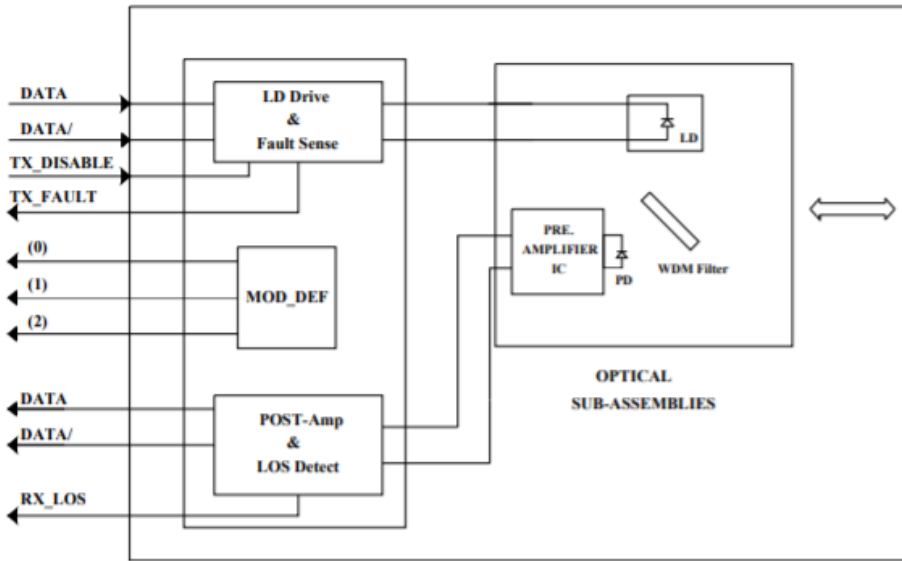 DATA
DATA/
TX_DISABLE
TX_FAULT
(0)
(1)
(2)
DATA
DATA/
RX_LOS
LD Drive
&
Fault Sense
MOD_DEF
POST-Amp
&
LOS Detect
LD
PRE.
AMPLIFIER
IC
PD
WDM Filter
OPTICAL
SUB-ASSEMBLIES